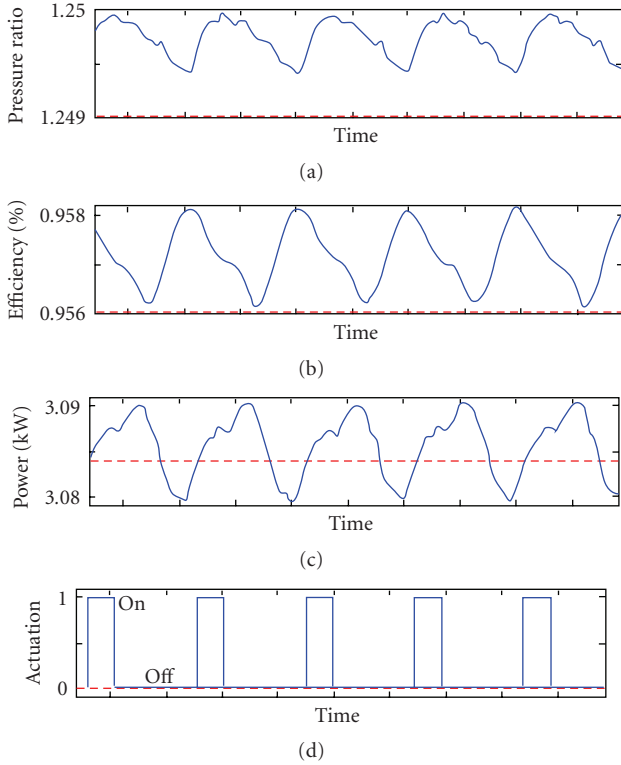 1.25
Pressure ratio
1.249
Time
(a)
0.958
Efficiency (%)
0.956
Time
(b)
3.09
Power (kW)
3.08
Time
(c)
1
On
Actuation
Off
0
Time
(d)